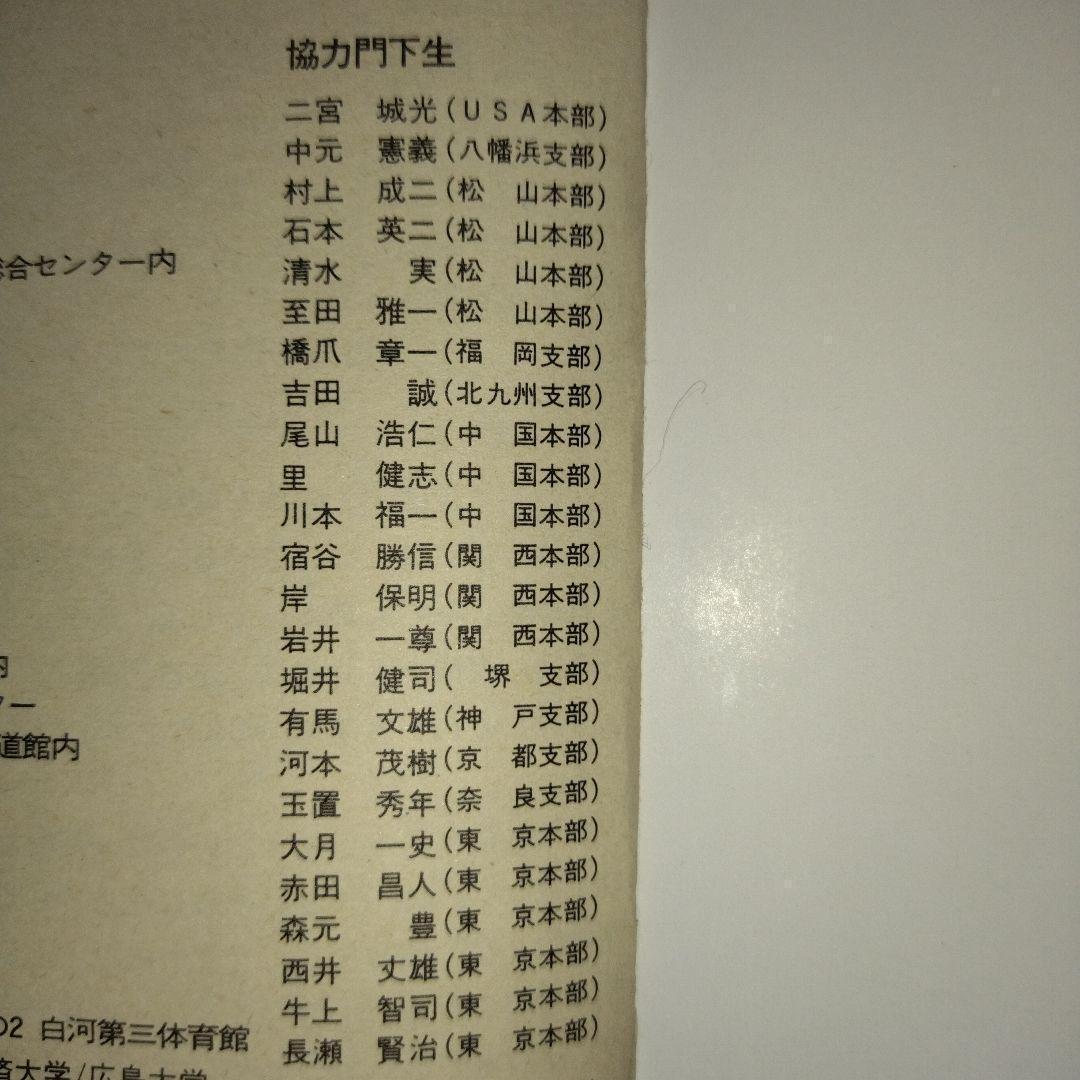 協力門下生
二宮　城光(ＵＳＡ本部)
中元　憲義(八幡浜支部)
村上　成二(松　山本部)
石本　英二(松　山本部)
清水　　実(松　山本部)
至田　雅一(松　山本部)
橋爪　章一(福　岡支部)
吉田　　誠(北九州支部)
尾山　浩仁(中　国本部)
里　　健志(中　国本部)
川本　福一(中　国本部)
宿谷　勝信(関　西本部)
岸　　保明(関　西本部)
岩井　一尊(関　西本部)
堀井　健司(　堺　支部)
有馬　文雄(神　戸支部)
河本　茂樹(京　都支部)
玉置　秀年(奈　良支部)
大月　一史(東　京本部)
赤田　昌人(東　京本部)
森元　　豊(東　京本部)
西井　丈雄(東　京本部)
牛上　智司(東　京本部)
長瀬　賢治(東　京本部)
総合センター内
内
ター
道館内
02 白河第三体育館
済大学/広島大学